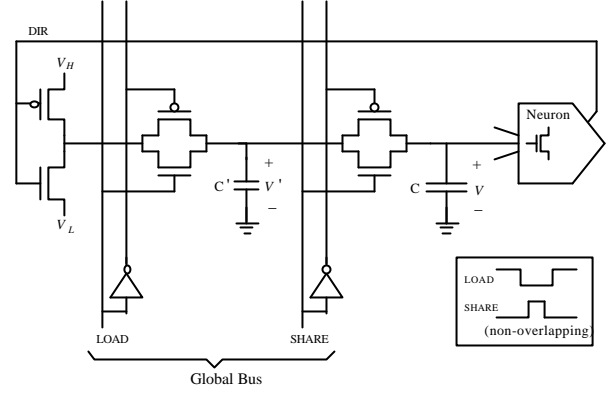 DIR
V_H
Neuron
+
+
C'
V'
C
V
−
−
V_L
LOAD
SHARE
(non-overlapping)
LOAD
SHARE
Global Bus